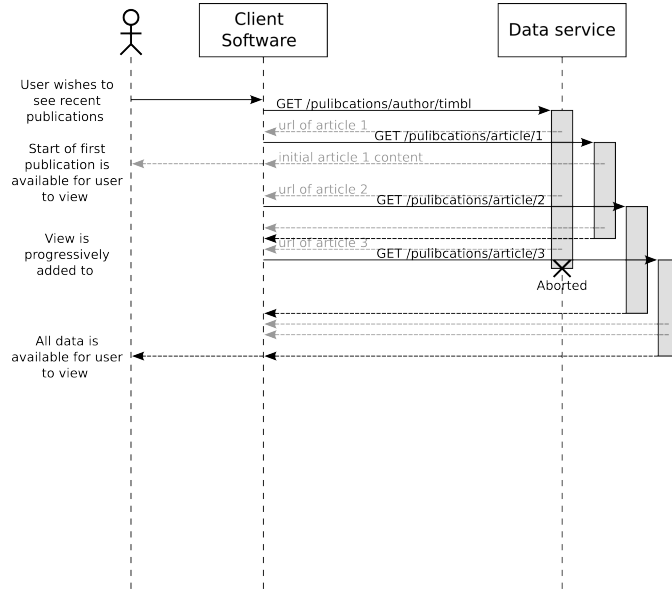 Client
Software
Data service
User wishes to
see recent
publications
GET /pulibcations/author/timbl
url of article 1
GET /pulibcations/article/1
Start of first
publication is
available for user
to view
initial article 1 content
url of article 2
GET /pulibcations/article/2
View is
progressively
added to
url of article 3
GET /pulibcations/article/3
Aborted
All data is
available for user
to view